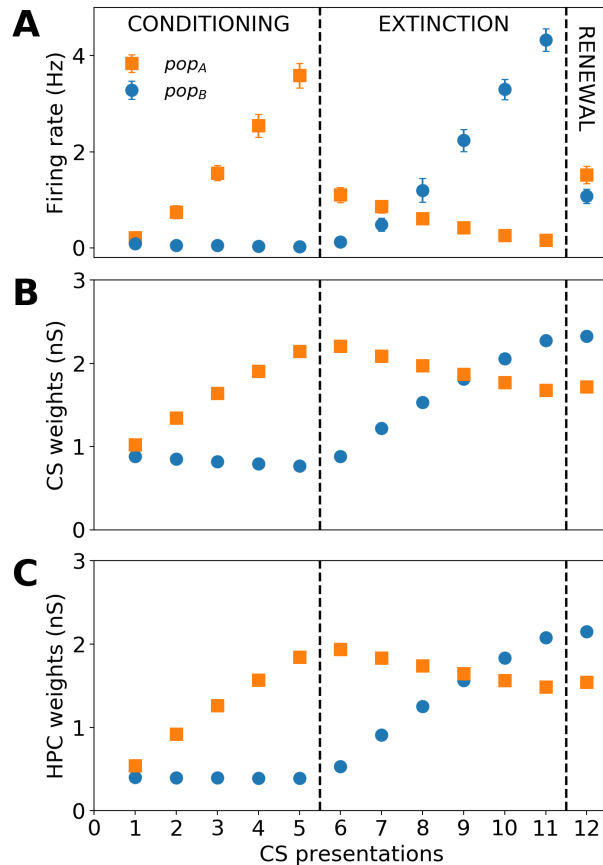 A
CONDITIONING
EXTINCTION
RENEWAL
pop_A
pop_B
Firing rate (Hz)
4
2
0
B
CS weights (nS)
3
2
1
0
C
HPC weights (nS)
3
2
1
0
0 1 2 3 4 5 6 7 8 9 10 11 12
CS presentations